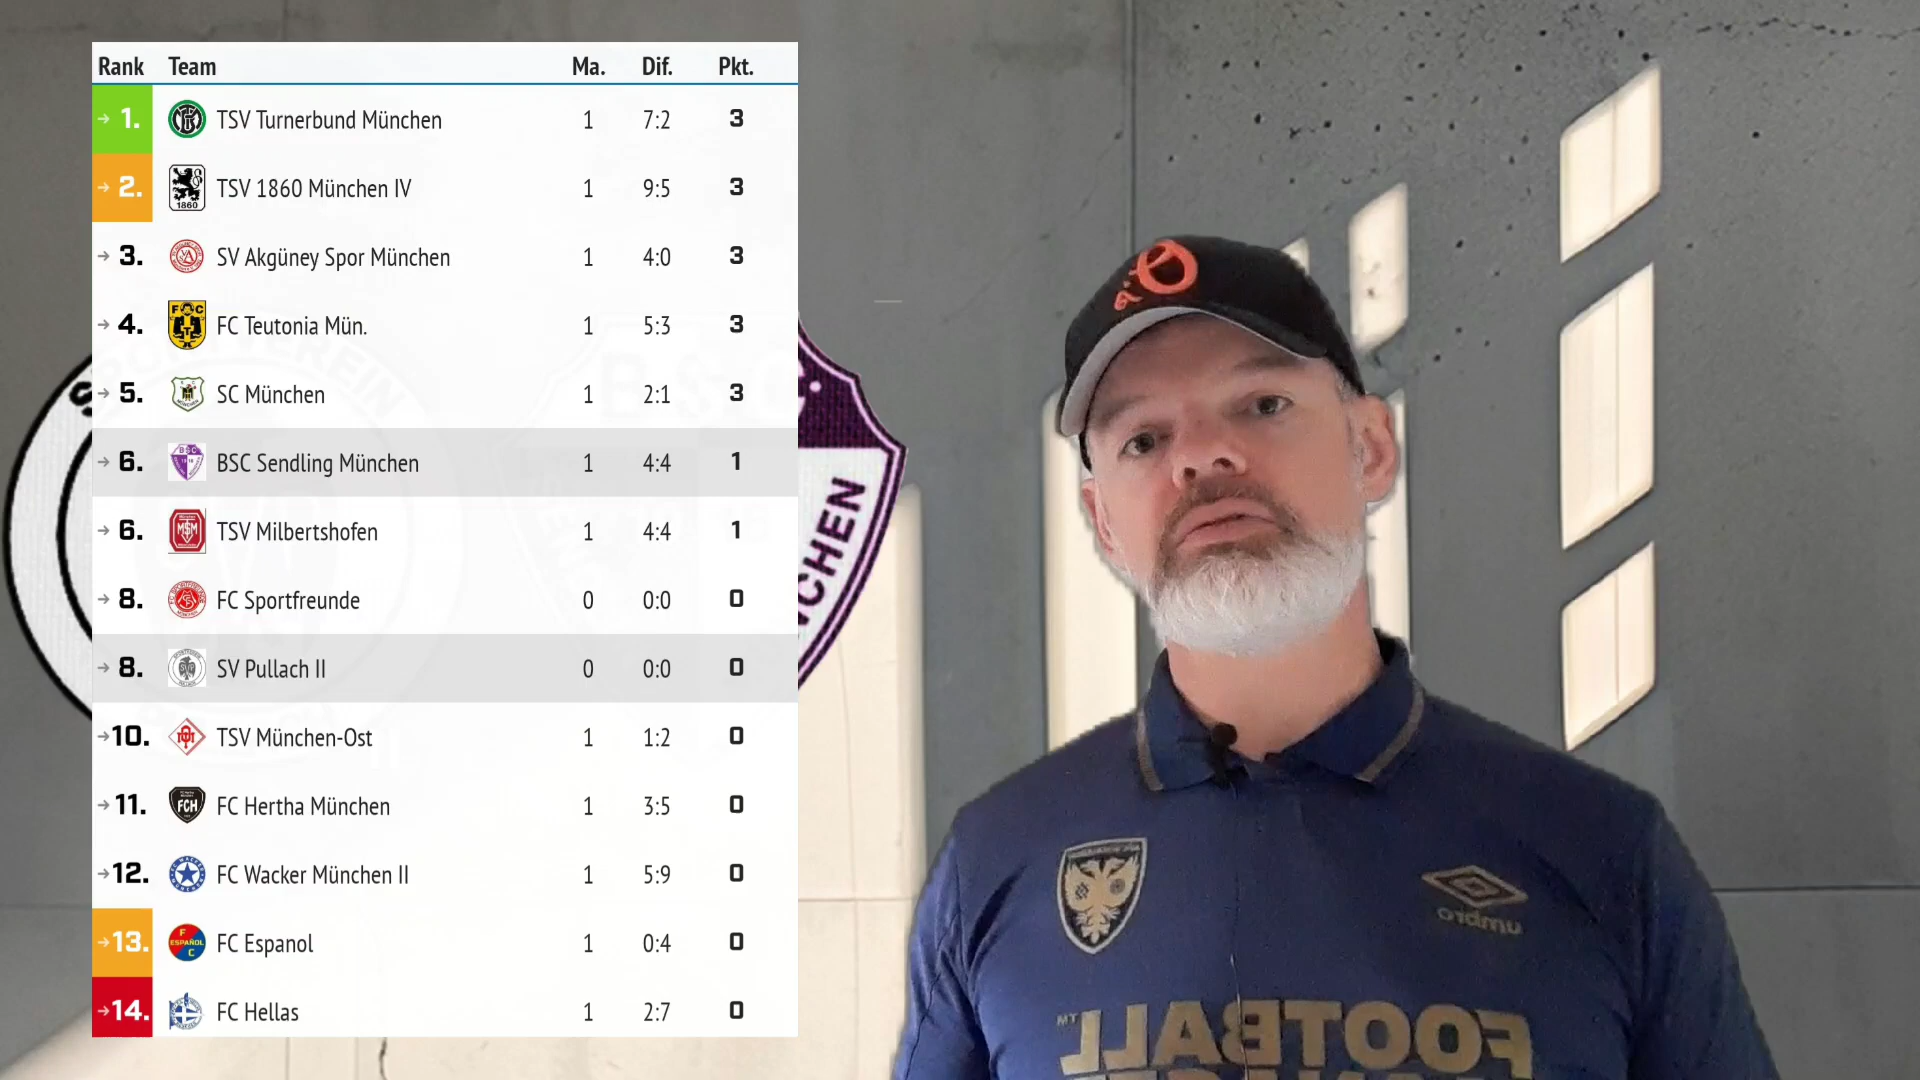 Rank Team Ma. Dif. Pkt.
1. TSV Turnerbund München 1 7:2 3
2. TSV 1860 München IV 1 9:5 3
3. SV Akgüney Spor München 1 4:0 3
4. FC Teutonia Mün. 1 5:3 3
5. SC München 1 2:1 3
6. BSC Sendling München 1 4:4 1
6. TSV Milbertshofen 1 4:4 1
8. FC Sportfreunde 0 0:0 0
8. SV Pullach II 0 0:0 0
10. TSV München-Ost 1 1:2 0
11. FC Hertha München 1 3:5 0
12. FC Wacker München II 1 5:9 0
13. FC Espanol 1 0:4 0
14. FC Hellas 1 2:7 0
1860
BSC
FCH
ESPAÑOL
NCHEN
umbro
FOOTBALL™